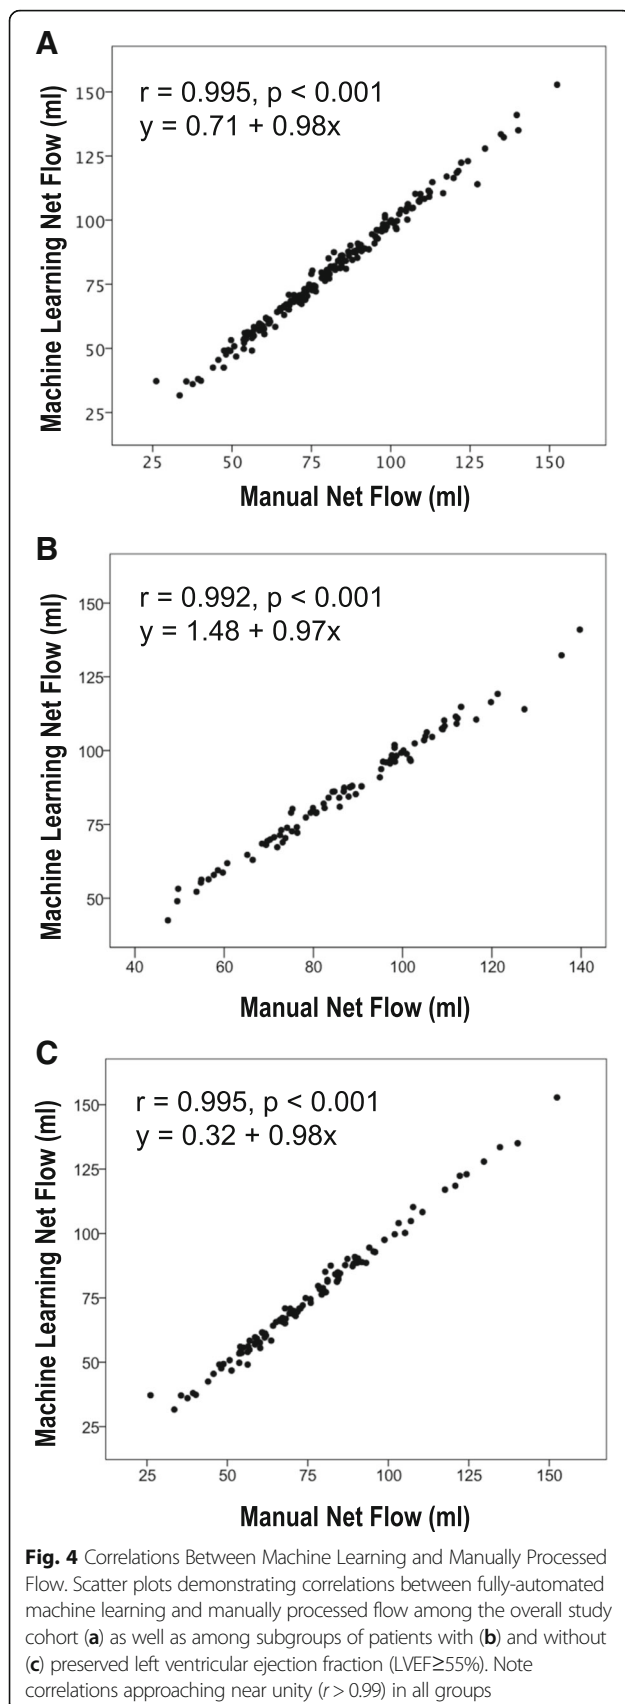 A
r = 0.995, p < 0.001
y = 0.71 + 0.98x
Machine Learning Net Flow (ml)
150
125
100
75
50
25
25 50 75 100 125 150
Manual Net Flow (ml)
B
r = 0.992, p < 0.001
y = 1.48 + 0.97x
Machine Learning Net Flow (ml)
150
125
100
75
50
40 60 80 100 120 140
Manual Net Flow (ml)
C
r = 0.995, p < 0.001
y = 0.32 + 0.98x
Machine Learning Net Flow (ml)
150
125
100
75
50
25
25 50 75 100 125 150
Manual Net Flow (ml)
Fig. 4 Correlations Between Machine Learning and Manually Processed
Flow. Scatter plots demonstrating correlations between fully-automated
machine learning and manually processed flow among the overall study
cohort (a) as well as among subgroups of patients with (b) and without
(c) preserved left ventricular ejection fraction (LVEF≥55%). Note
correlations approaching near unity (r > 0.99) in all groups